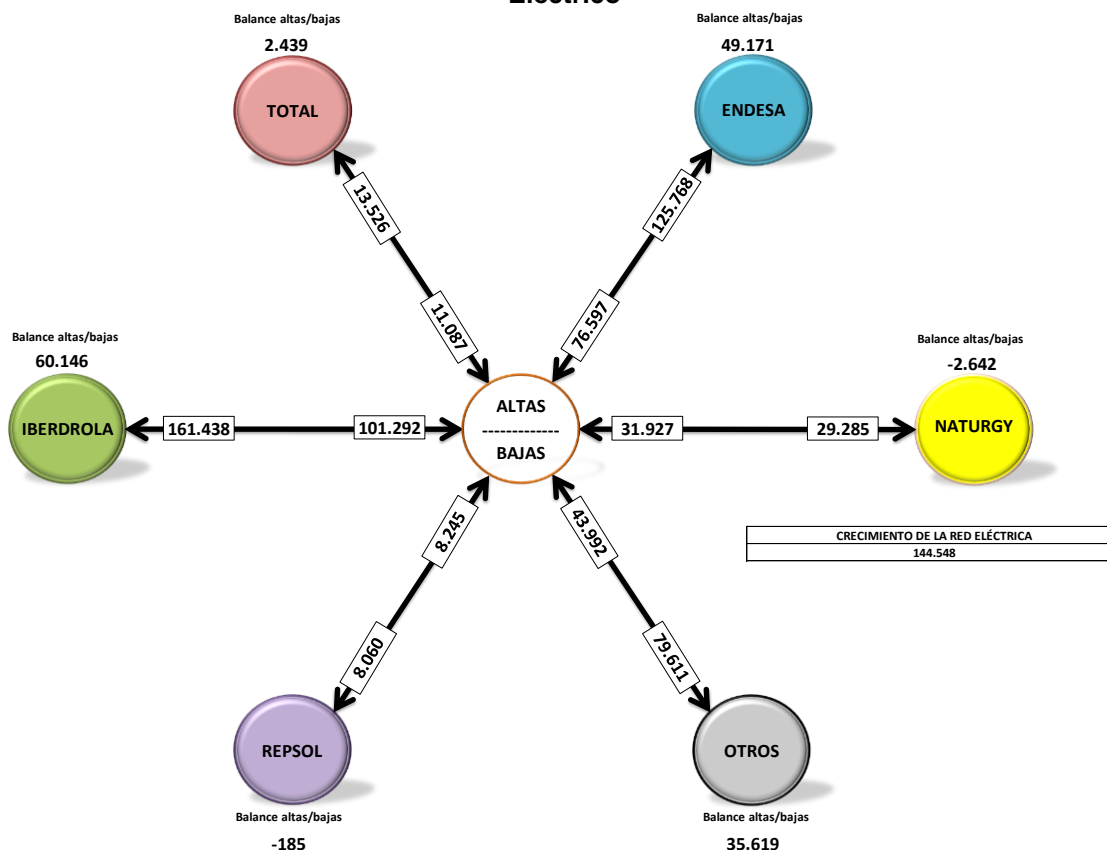 Eléctrico
Balance altas/bajas
2.439
TOTAL
Balance altas/bajas
49.171
ENDESA
13.526
125.768
11.087
76.597
Balance altas/bajas
60.146
IBERDROLA
161.438
101.292
ALTAS
-------------
BAJAS
31.927
29.285
Balance altas/bajas
-2.642
NATURGY
8.245
43.992
CRECIMIENTO DE LA RED ELÉCTRICA
144.548
8.060
79.611
REPSOL
OTROS
Balance altas/bajas
-185
Balance altas/bajas
35.619